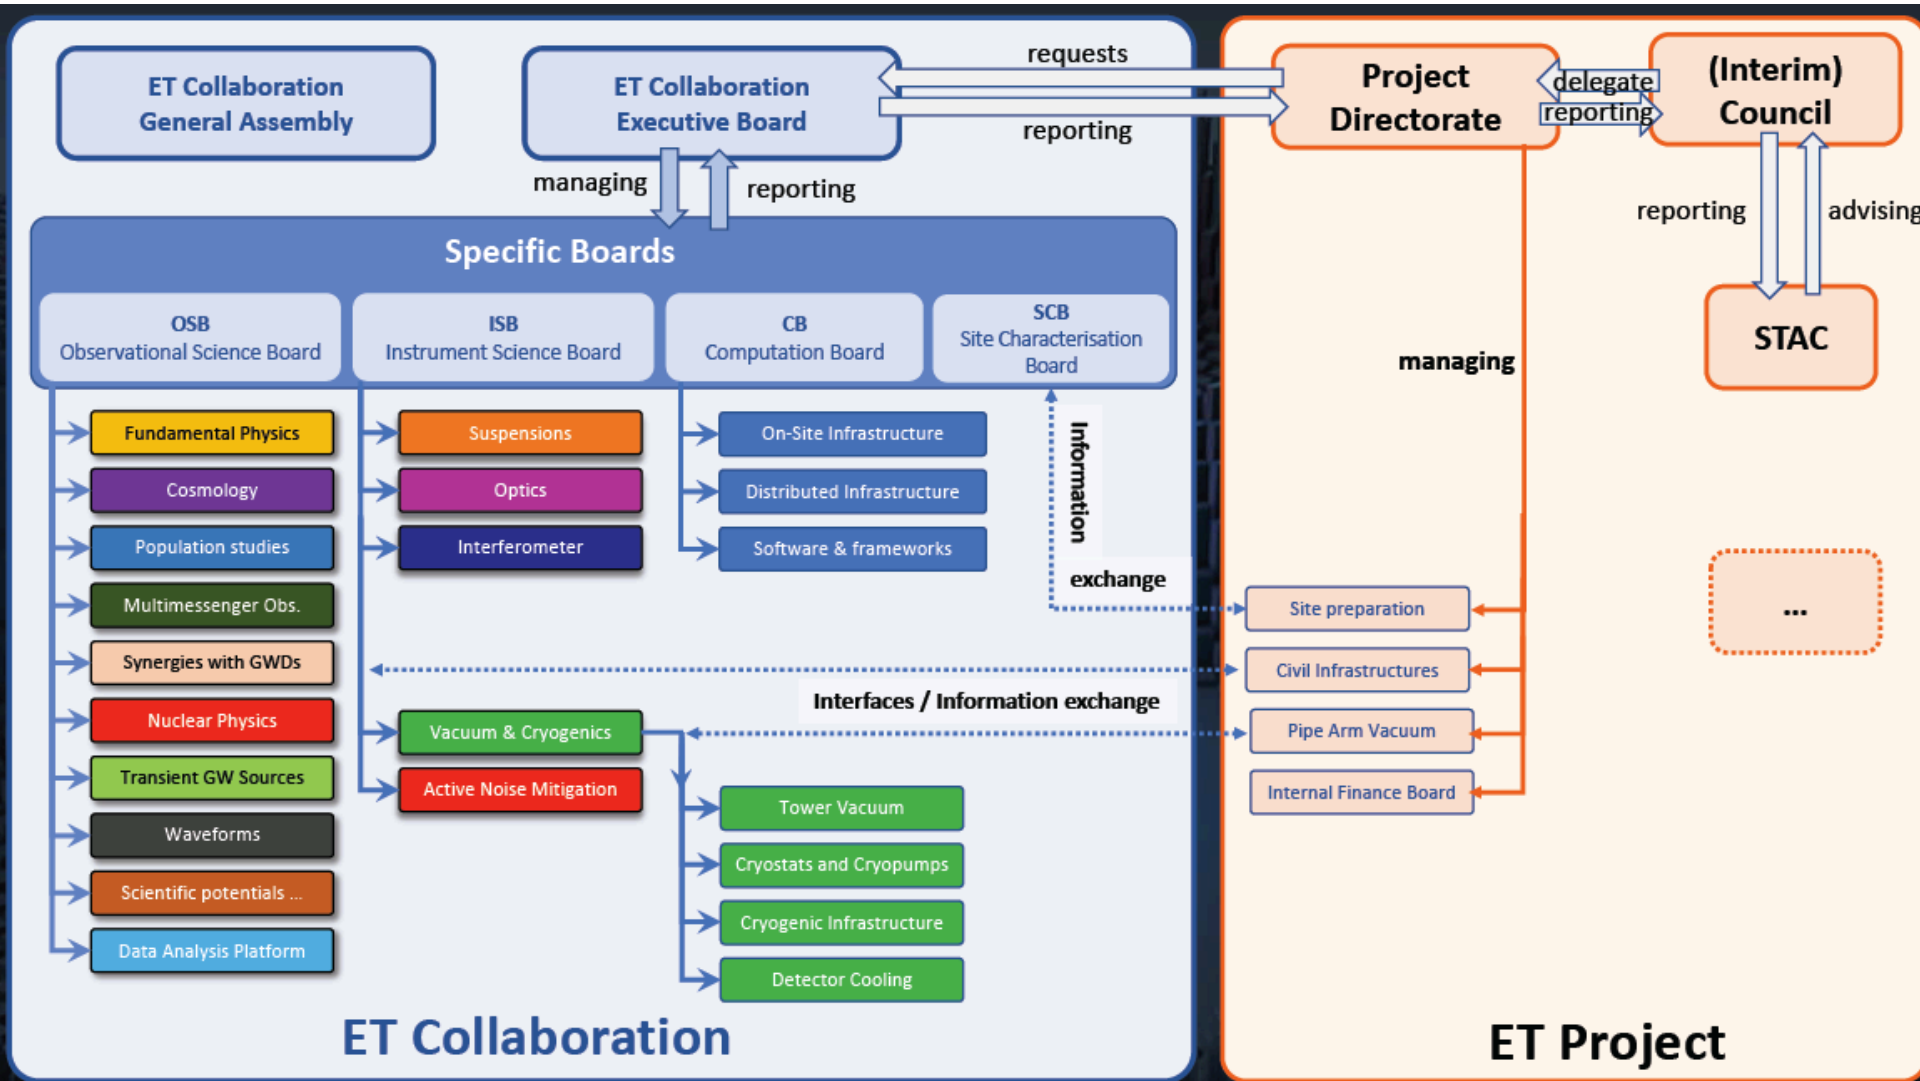 ET Collaboration
General Assembly
ET Collaboration
Executive Board
requests
reporting
Project
Directorate
delegate
reporting
(Interim)
Council
managing
reporting
reporting
advising
STAC
managing
...
Specific Boards
OSB
Observational Science Board
ISB
Instrument Science Board
CB
Computation Board
SCB
Site Characterisation
Board
Fundamental Physics
Cosmology
Population studies
Multimessenger Obs.
Synergies with GWDs
Nuclear Physics
Transient GW Sources
Waveforms
Scientific potentials ...
Data Analysis Platform
Suspensions
Optics
Interferometer
Vacuum & Cryogenics
Active Noise Mitigation
On-Site Infrastructure
Distributed Infrastructure
Software & frameworks
Tower Vacuum
Cryostats and Cryopumps
Cryogenic Infrastructure
Detector Cooling
Information
exchange
Interfaces / Information exchange
Site preparation
Civil Infrastructures
Pipe Arm Vacuum
Internal Finance Board
ET Collaboration
ET Project